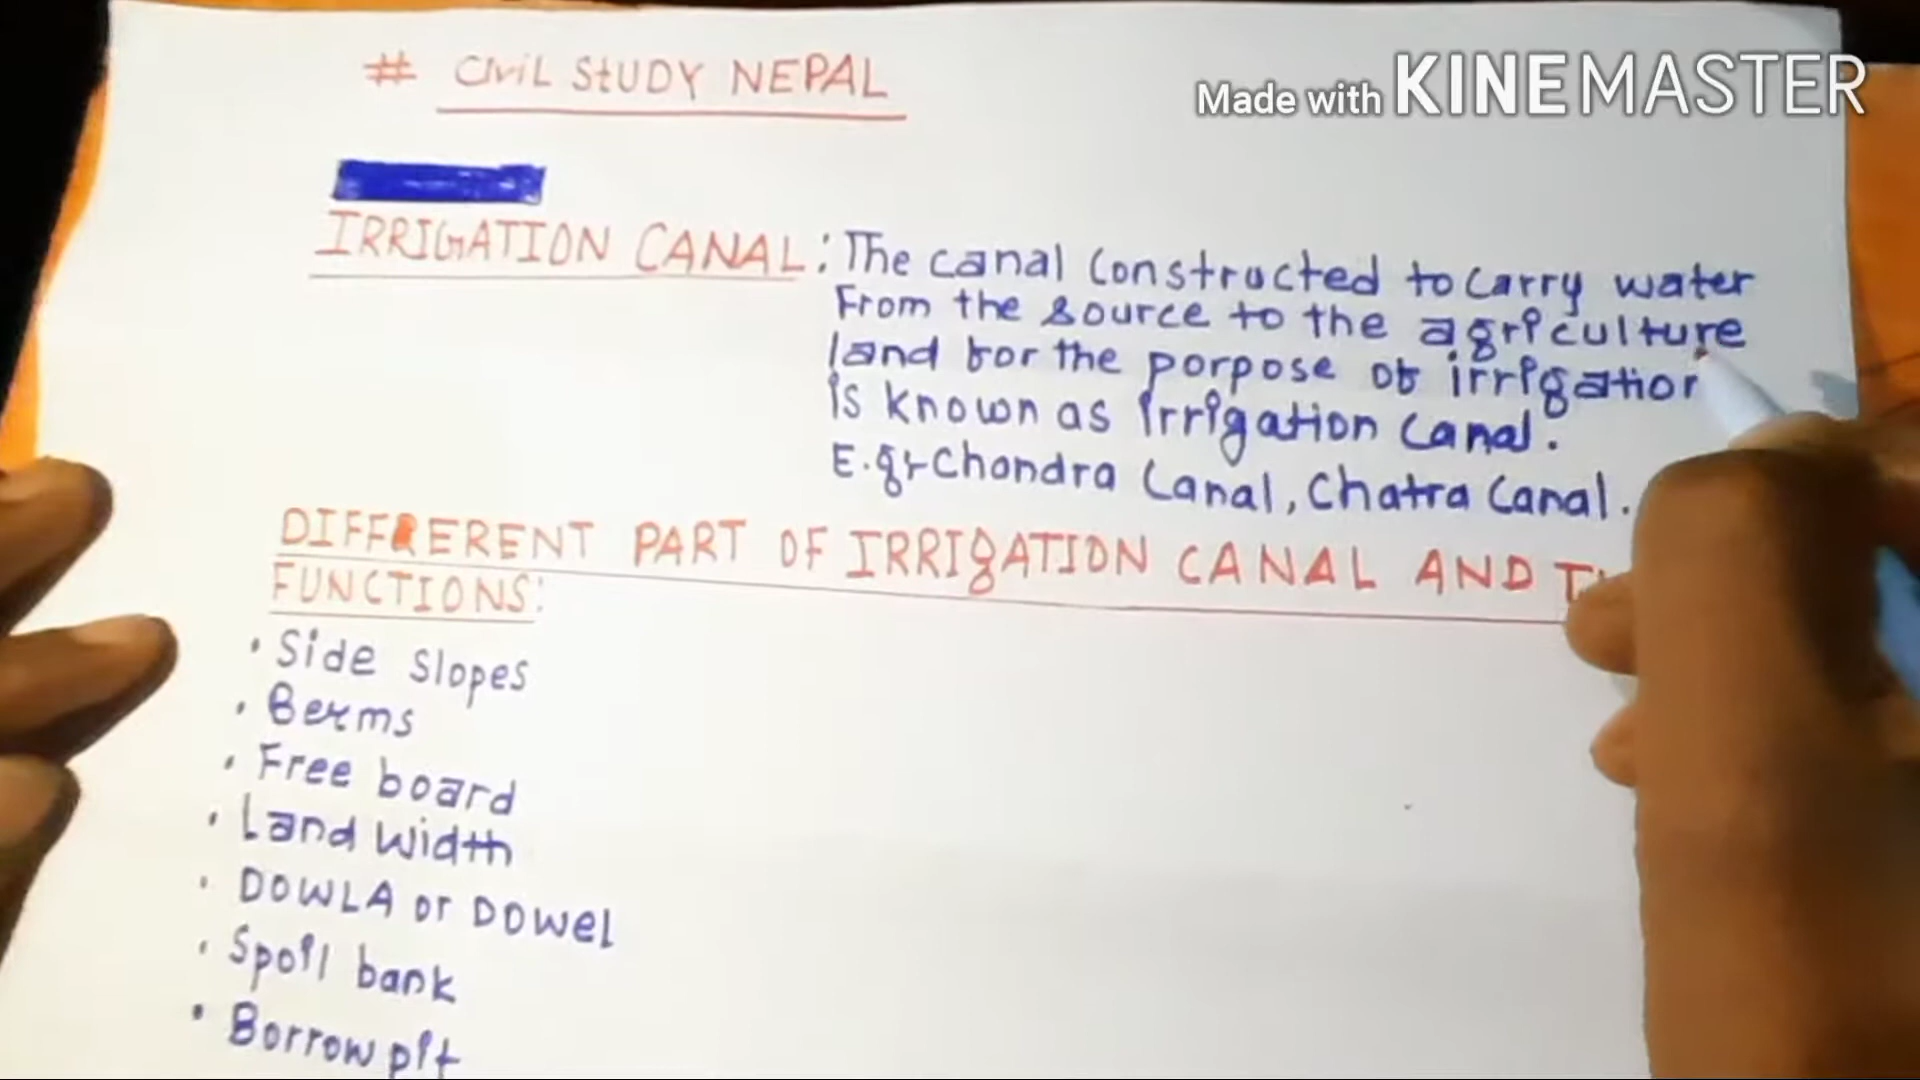 # CIVIL STUDY NEPAL
Made with KINEMASTER
IRRIGATION CANAL: The canal constructed to carry water
From the source to the agriculture
land for the porpose of irrigation
is known as irrigation canal.
E.g:- Chandra Canal, Chatra Canal.
DIFFRERENT PART OF IRRIGATION CANAL AND
FUNCTIONS:
• Side slopes
• Berms
• Free board
• Land width
• DOWLA or DOWEL
• Spoil bank
• Borrow pit